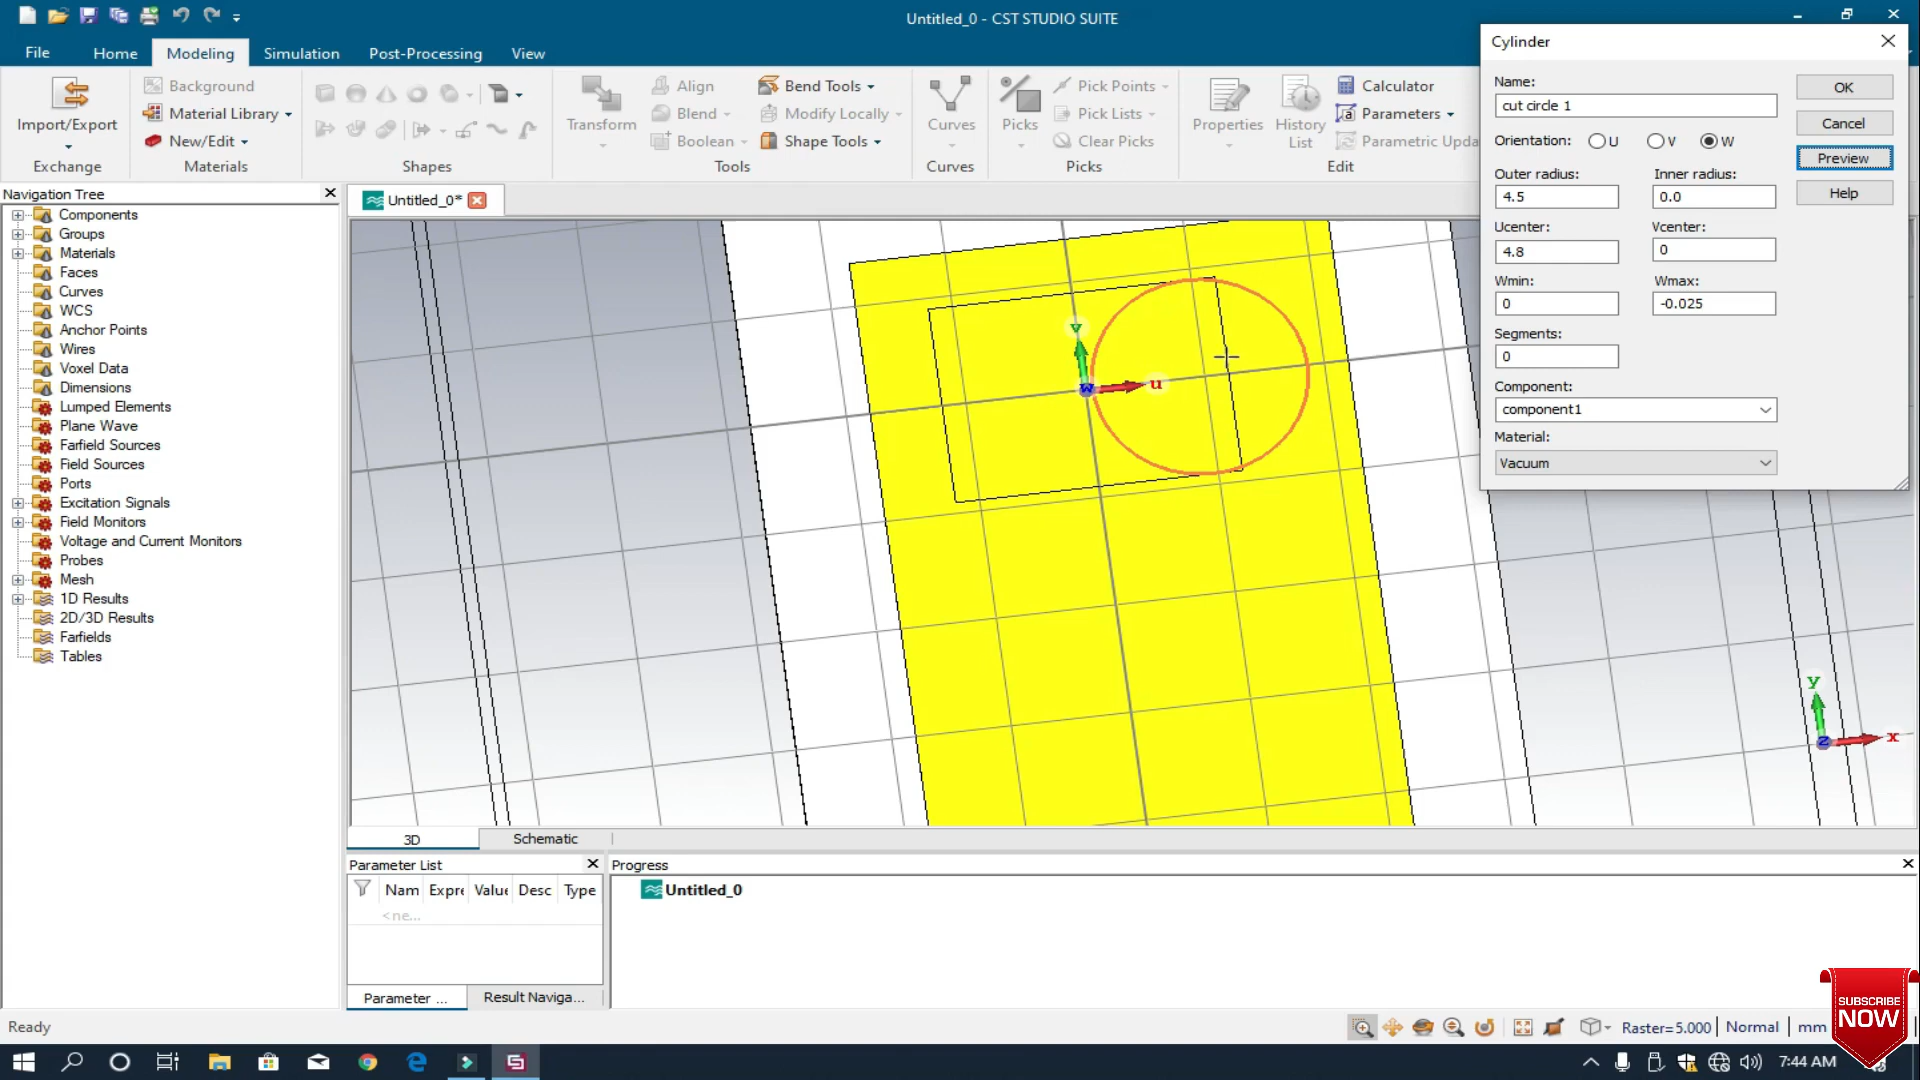 Untitled_0 - CST STUDIO SUITE
File
Home
Modeling
Simulation
Post-Processing
View
Import/Export
Exchange
Background
Material Library
New/Edit
Materials
Shapes
Transform
Align
Blend
Boolean
Bend Tools
Modify Locally
Shape Tools
Tools
Curves
Curves
Picks
Pick Points
Pick Lists
Clear Picks
Picks
Properties
History
List
Calculator
Parameters
Parametric Upda
Edit
Cylinder
Name:
cut circle 1
OK
Cancel
Preview
Help
Orientation:
U
V
W
Outer radius:
Inner radius:
4.5
0.0
Ucenter:
Vcenter:
4.8
0
Wmin:
Wmax:
0
-0.025
Segments:
0
Component:
component1
Material:
Vacuum
Navigation Tree
Components
Groups
Materials
Faces
Curves
WCS
Anchor Points
Wires
Voxel Data
Dimensions
Lumped Elements
Plane Wave
Farfield Sources
Field Sources
Ports
Excitation Signals
Field Monitors
Voltage and Current Monitors
Probes
Mesh
1D Results
2D/3D Results
Farfields
Tables
Untitled_0*
v
w
u
y
z
x
3D
Schematic
Parameter List
Nam
Expre
Value
Desc
Type
<ne...
Parameter ...
Result Naviga...
Progress
Untitled_0
Ready
Raster=5.000
Normal
mm
SUBSCRIBE
NOW
7:44 AM